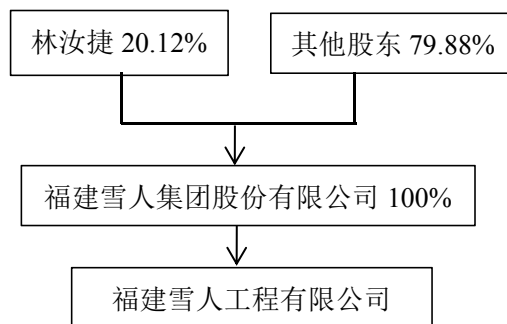 林汝捷 20.12%
其他股东 79.88%
福建雪人集团股份有限公司 100%
福建雪人工程有限公司